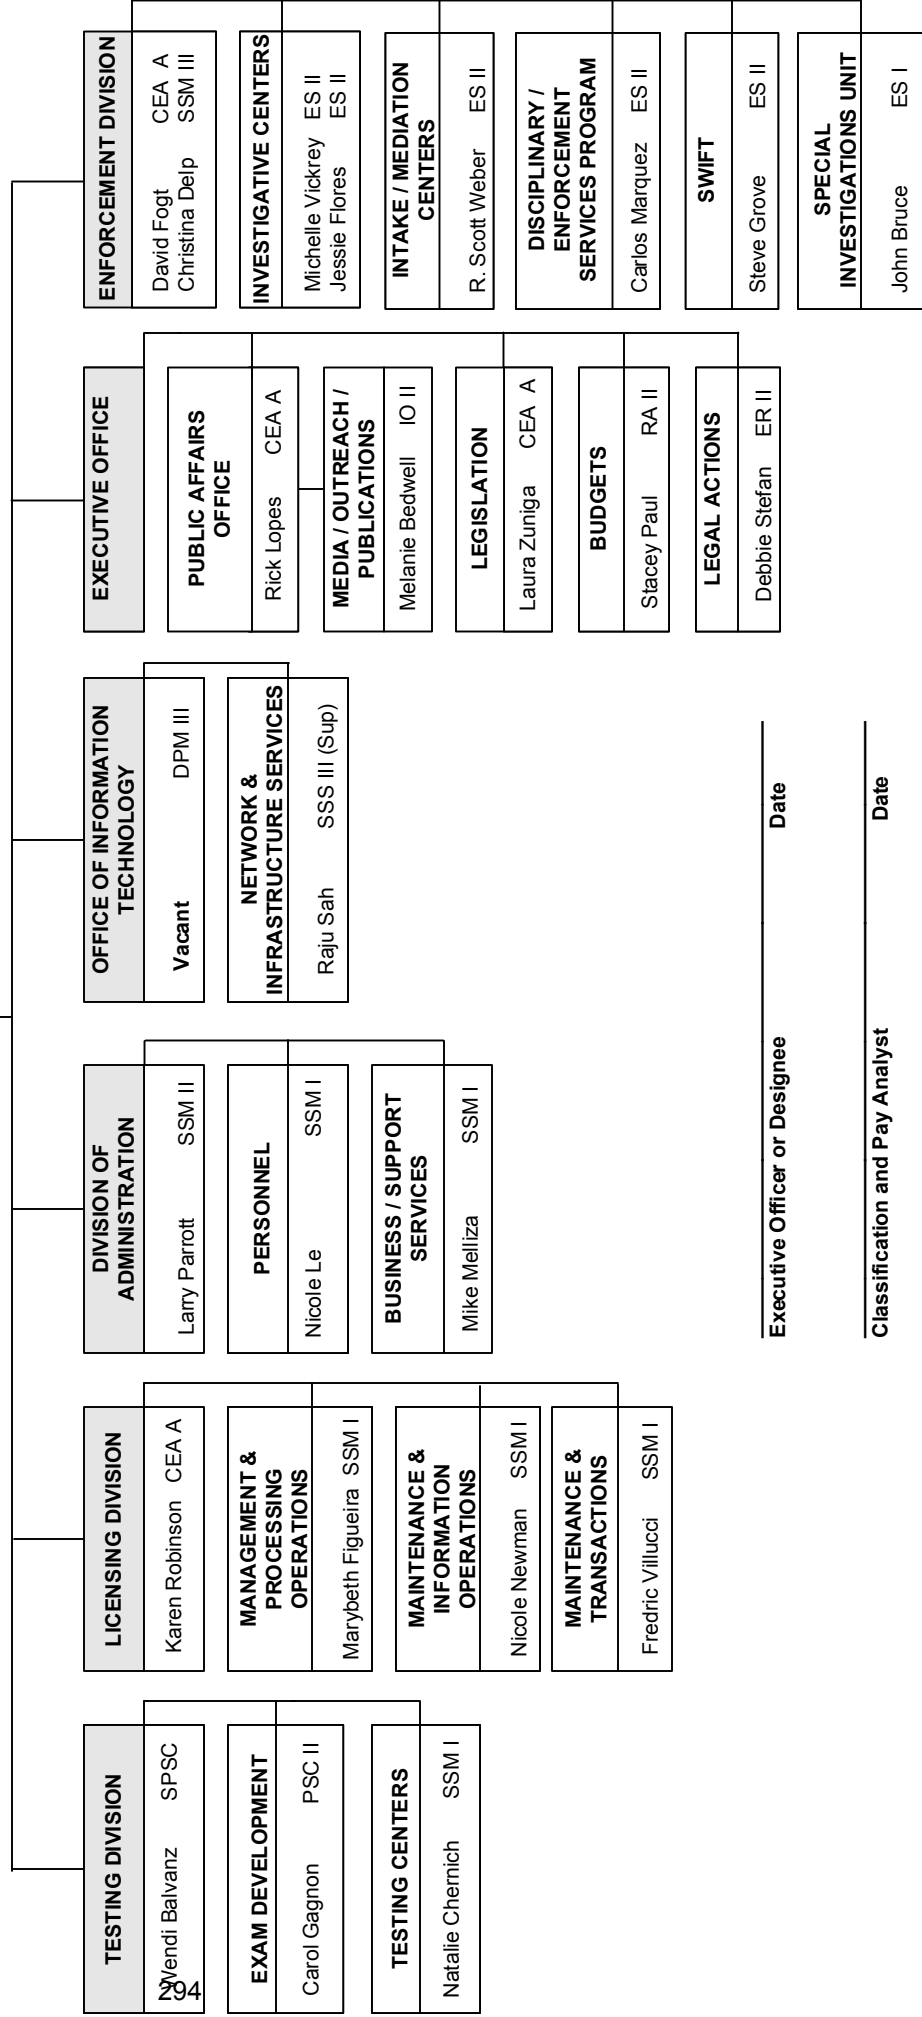 TESTING DIVISION
Wendi Balvanz SPSC
EXAM DEVELOPMENT
Carol Gagnon PSC II
TESTING CENTERS
Natalie Chernich SSM I
LICENSING DIVISION
Karen Robinson CEA A
MANAGEMENT &
PROCESSING
OPERATIONS
Marybeth Figueira SSM I
MAINTENANCE &
INFORMATION
OPERATIONS
Nicole Newman SSM I
MAINTENANCE &
TRANSACTIONS
Fredric Villucci SSM I
DIVISION OF
ADMINISTRATION
Larry Parrott SSM II
PERSONNEL
Nicole Le SSM I
BUSINESS / SUPPORT
SERVICES
Mike Melliza SSM I
OFFICE OF INFORMATION
TECHNOLOGY
Vacant DPM III
NETWORK &
INFRASTRUCTURE SERVICES
Raju Sah SSS III (Sup)
EXECUTIVE OFFICE
PUBLIC AFFAIRS
OFFICE
Rick Lopes CEA A
MEDIA / OUTREACH /
PUBLICATIONS
Melanie Bedwell IO II
LEGISLATION
Laura Zuniga CEA A
BUDGETS
Stacey Paul RA II
LEGAL ACTIONS
Debbie Stefan ER II
ENFORCEMENT DIVISION
David Fogt CEA A
Christina Delp SSM III
INVESTIGATIVE CENTERS
Michelle Vickrey ES II
Jessie Flores ES II
INTAKE / MEDIATION
CENTERS
R. Scott Weber ES II
DISCIPLINARY /
ENFORCEMENT
SERVICES PROGRAM
Carlos Marquez ES II
SWIFT
Steve Grove ES II
SPECIAL
INVESTIGATIONS UNIT
John Bruce ES I
Executive Officer or Designee Date
Classification and Pay Analyst Date
294